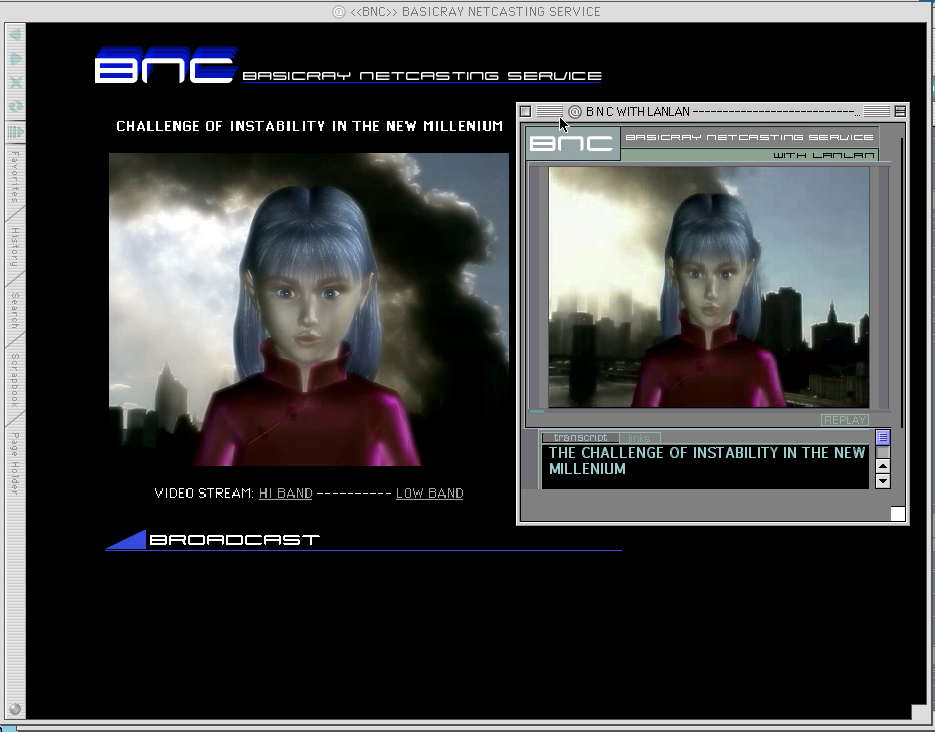 @ <<BNC>> BASICRAY NETCASTING SERVICE
Favorites
History
Search
Scrapbook
Page Holder
BNC BASICRAY NETCASTING SERVICE
CHALLENGE OF INSTABILITY IN THE NEW MILLENIUM
VIDEO STREAM: HI BAND ---------- LOW BAND
BROADCAST
@ B N C WITH LANLAN ----------------------------------...
BNC BASICRAY NETCASTING SERVICE
WITH LANLAN
REPLAY
transcript links
THE CHALLENGE OF INSTABILITY IN THE NEW
MILLENIUM